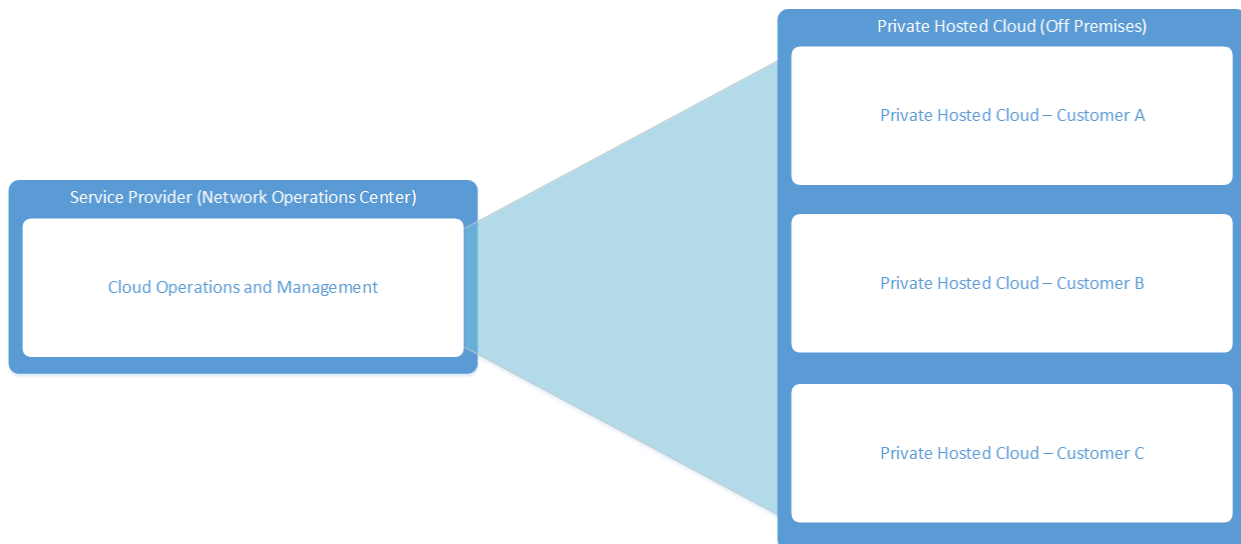 Private Hosted Cloud (Off Premises)
Private Hosted Cloud – Customer A
Service Provider (Network Operations Center)
Cloud Operations and Management
Private Hosted Cloud – Customer B
Private Hosted Cloud – Customer C